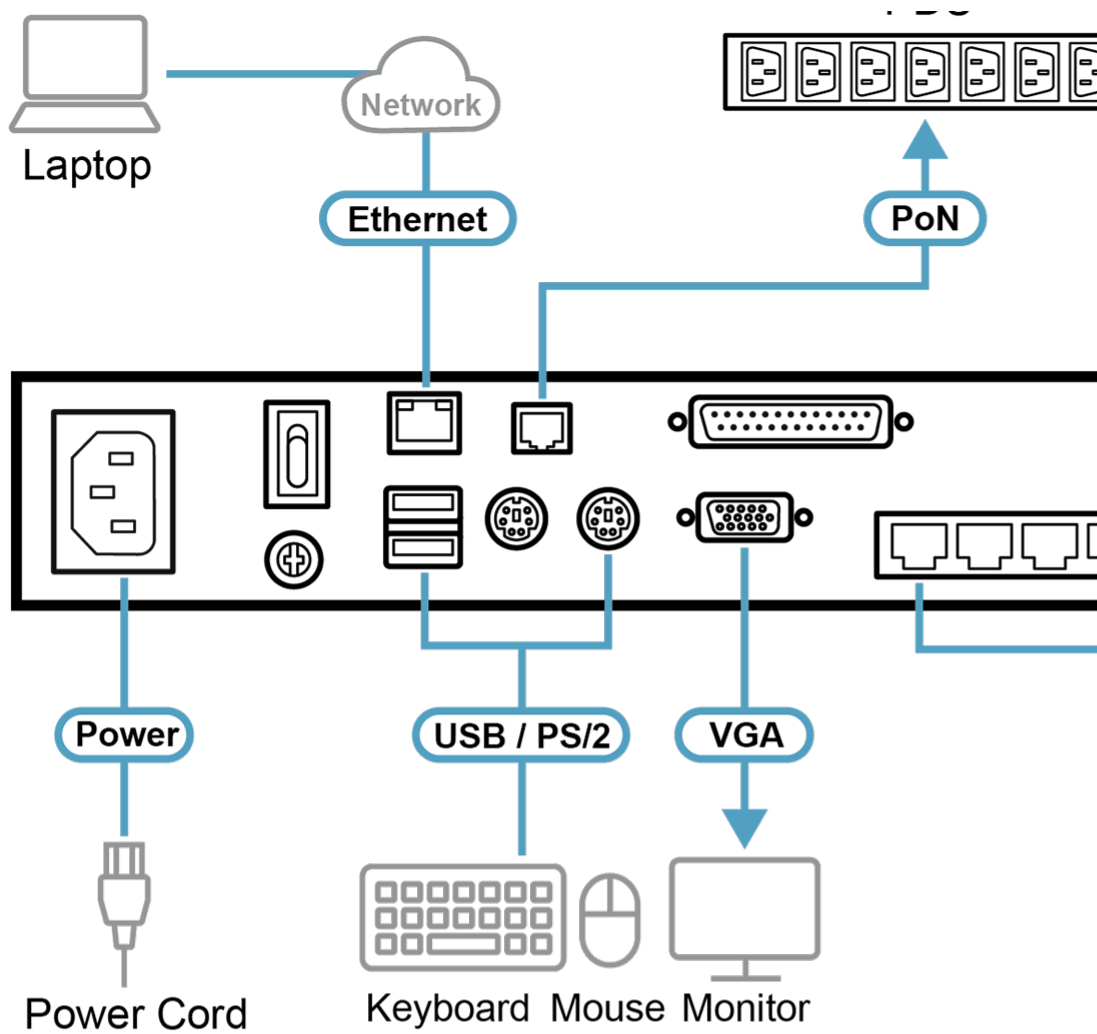 Network
Laptop
Ethernet
PoN
Power
USB / PS/2
VGA
Power Cord
Keyboard
Mouse
Monitor